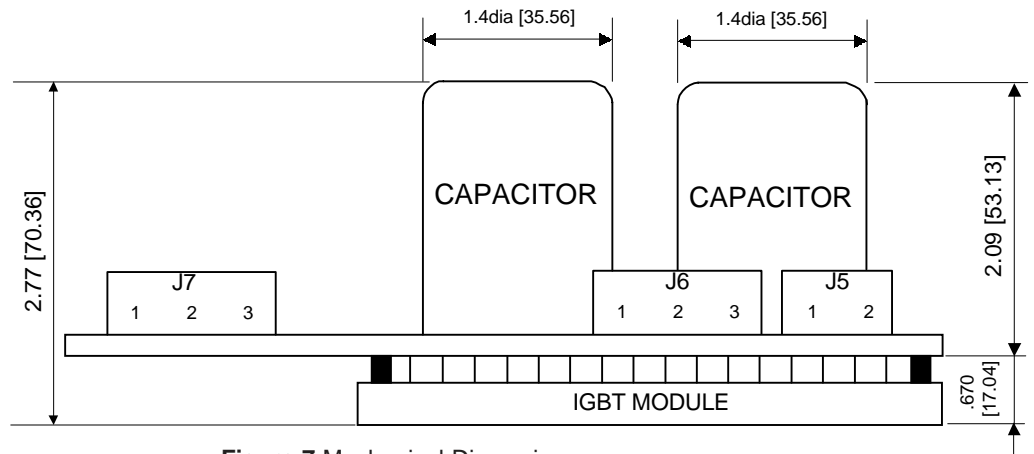 1.4dia [35.56]
1.4dia [35.56]
2.77 [70.36]
CAPACITOR
CAPACITOR
2.09 [53.13]
J7
1 2 3
J6
1 2 3
J5
1 2
.670
[17.04]
IGBT MODULE
Mechanical